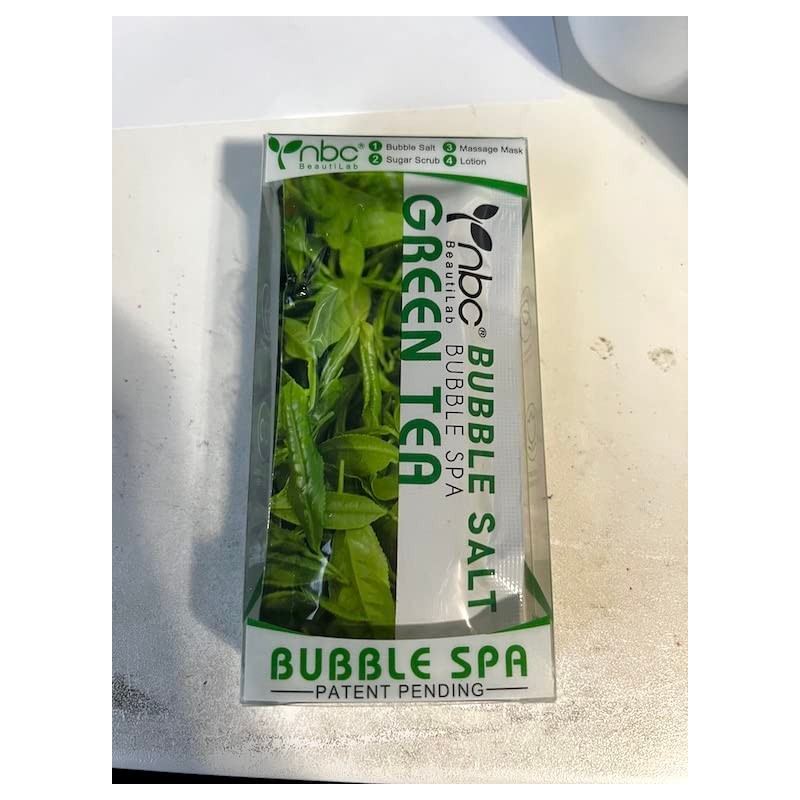 nbc®
BeautiLab
1 Bubble Salt
2 Sugar Scrub
3 Massage Mask
4 Lotion
nbc®
BeautiLab
BUBBLE SALT
BUBBLE SPA
GREEN TEA
BUBBLE SPA
PATENT PENDING